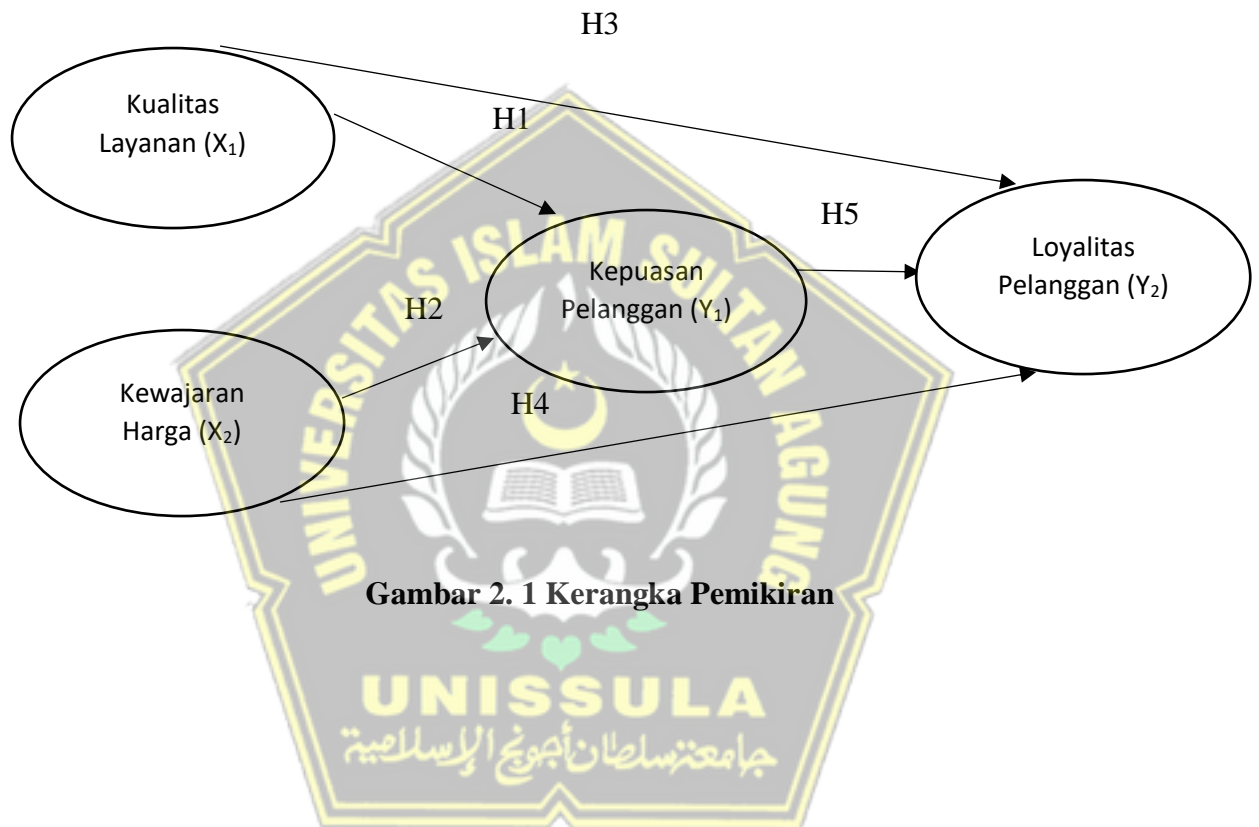 H3
Kualitas
Layanan (X₁)
H1
H5
Loyalitas
Pelanggan (Y₂)
Kepuasan
Pelanggan (Y₁)
H2
Kewajaran
Harga (X₂)
H4
UNIVERSITAS ISLAM SULTAN AGUNG
Gambar 2. 1 Kerangka Pemikiran
UNISSULA
جامعة سلطان أجونج الإسلامية